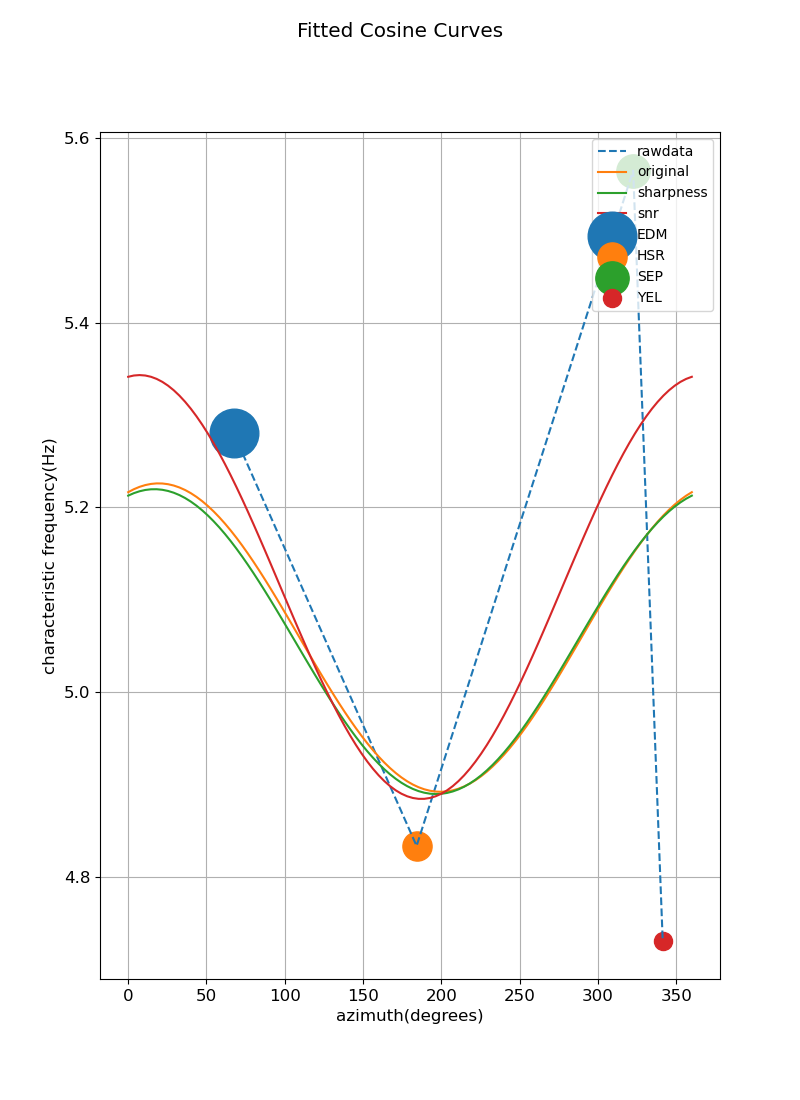 Fitted Cosine Curves
5.6
5.4
5.2
5.0
4.8
characteristic frequency(Hz)
rawdata
original
sharpness
snr
EDM
HSR
SEP
YEL
0 50 100 150 200 250 300 350
azimuth(degrees)